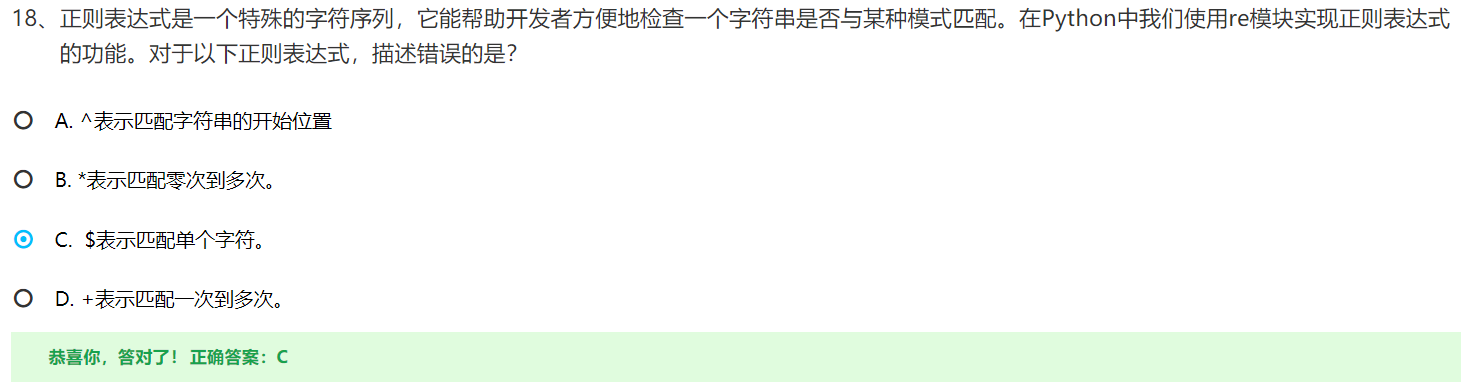 18、正则表达式是一个特殊的字符序列，它能帮助开发者方便地检查一个字符串是否与某种模式匹配。在Python中我们使用re模块实现正则表达式
的功能。对于以下正则表达式，描述错误的是？
A. ^表示匹配字符串的开始位置
B. *表示匹配零次到多次。
C. $表示匹配单个字符。
D. +表示匹配一次到多次。
恭喜你，答对了！正确答案：C